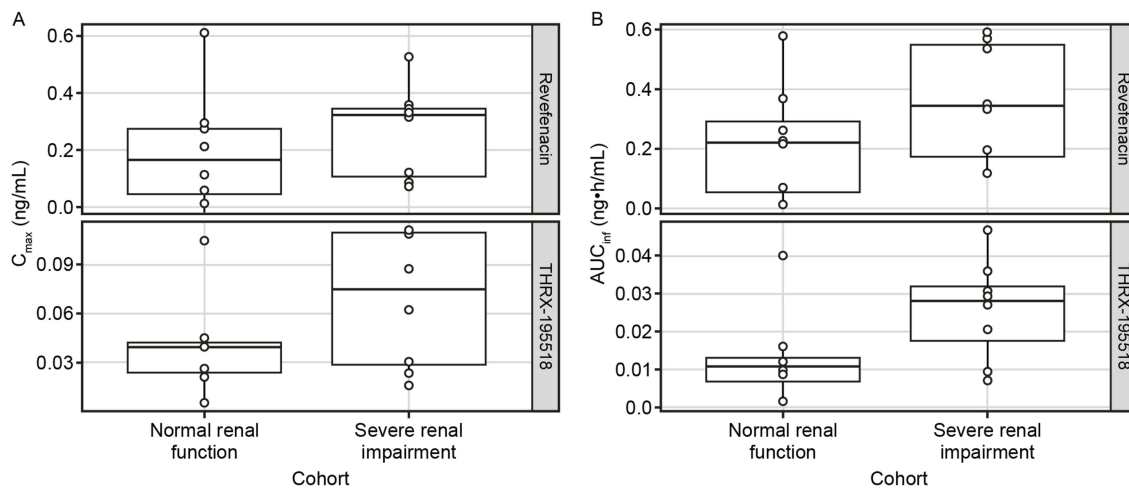 A
C_max (ng/mL)
0.6
0.4
0.2
0.0
Revefenacin
0.09
0.06
0.03
THRX-195518
Normal renal
function
Severe renal
impairment
Cohort
B
AUC_inf (ng•h/mL)
0.6
0.4
0.2
0.0
Revefenacin
0.04
0.03
0.02
0.01
0.0
THRX-195518
Normal renal
function
Severe renal
impairment
Cohort